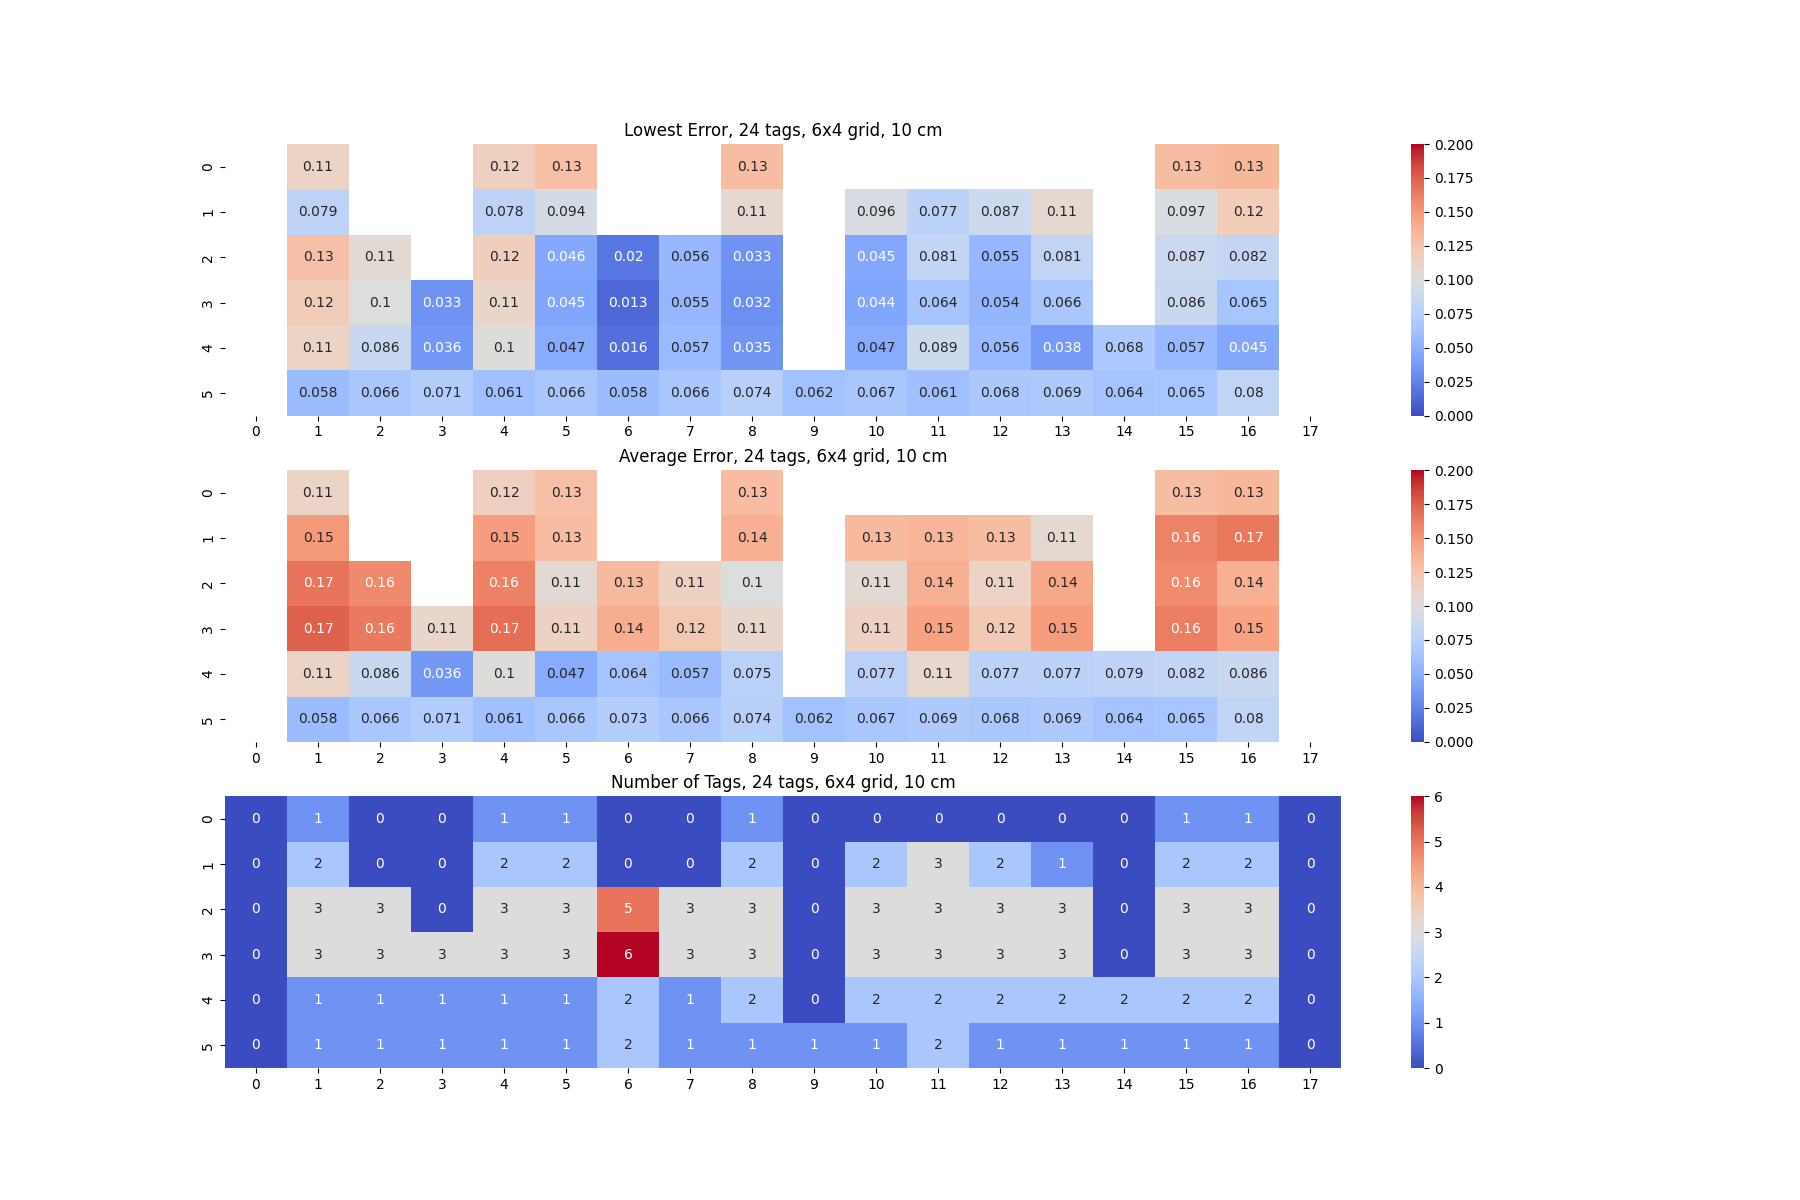 Lowest Error, 24 tags, 6x4 grid, 10 cm
0 0.11 0.12 0.13 0.13 0.13 0.13 0.200
0.175
1 0.079 0.078 0.094 0.11 0.096 0.077 0.087 0.11 0.097 0.12 0.150
2 0.13 0.11 0.12 0.046 0.02 0.056 0.033 0.045 0.081 0.055 0.081 0.087 0.082 0.125
0.100
3 0.12 0.1 0.033 0.11 0.045 0.013 0.055 0.032 0.044 0.064 0.054 0.066 0.086 0.065 0.075
4 0.11 0.086 0.036 0.1 0.047 0.016 0.057 0.035 0.047 0.089 0.056 0.038 0.068 0.057 0.045 0.050
5 0.058 0.066 0.071 0.061 0.066 0.058 0.066 0.074 0.062 0.067 0.061 0.068 0.069 0.064 0.065 0.08 0.025
0.000
0 1 2 3 4 5 6 7 8 9 10 11 12 13 14 15 16 17
Average Error, 24 tags, 6x4 grid, 10 cm
0 0.11 0.12 0.13 0.13 0.13 0.13 0.200
0.175
1 0.15 0.15 0.13 0.14 0.13 0.13 0.13 0.11 0.16 0.17 0.150
2 0.17 0.16 0.16 0.11 0.13 0.11 0.1 0.11 0.14 0.11 0.14 0.16 0.14 0.125
0.100
3 0.17 0.16 0.11 0.17 0.11 0.14 0.12 0.11 0.11 0.15 0.12 0.15 0.16 0.15 0.075
4 0.11 0.086 0.036 0.1 0.047 0.064 0.057 0.075 0.077 0.11 0.077 0.077 0.079 0.082 0.086 0.050
5 0.058 0.066 0.071 0.061 0.066 0.073 0.066 0.074 0.062 0.067 0.069 0.068 0.069 0.064 0.065 0.08 0.025
0.000
0 1 2 3 4 5 6 7 8 9 10 11 12 13 14 15 16 17
Number of Tags, 24 tags, 6x4 grid, 10 cm
0 0 1 0 0 1 1 0 0 1 0 0 0 0 0 0 1 1 0 6
1 0 2 0 0 2 2 0 0 2 0 2 3 2 1 0 2 2 0 5
2 0 3 3 0 3 3 5 3 3 0 3 3 3 3 0 3 3 0 4
3 0 3 3 3 3 3 6 3 3 0 3 3 3 3 0 3 3 0 3
4 0 1 1 1 1 1 2 1 2 0 2 2 2 2 2 2 2 0 2
5 0 1 1 1 1 1 2 1 1 1 1 2 1 1 1 1 1 0 1
0
0 1 2 3 4 5 6 7 8 9 10 11 12 13 14 15 16 17